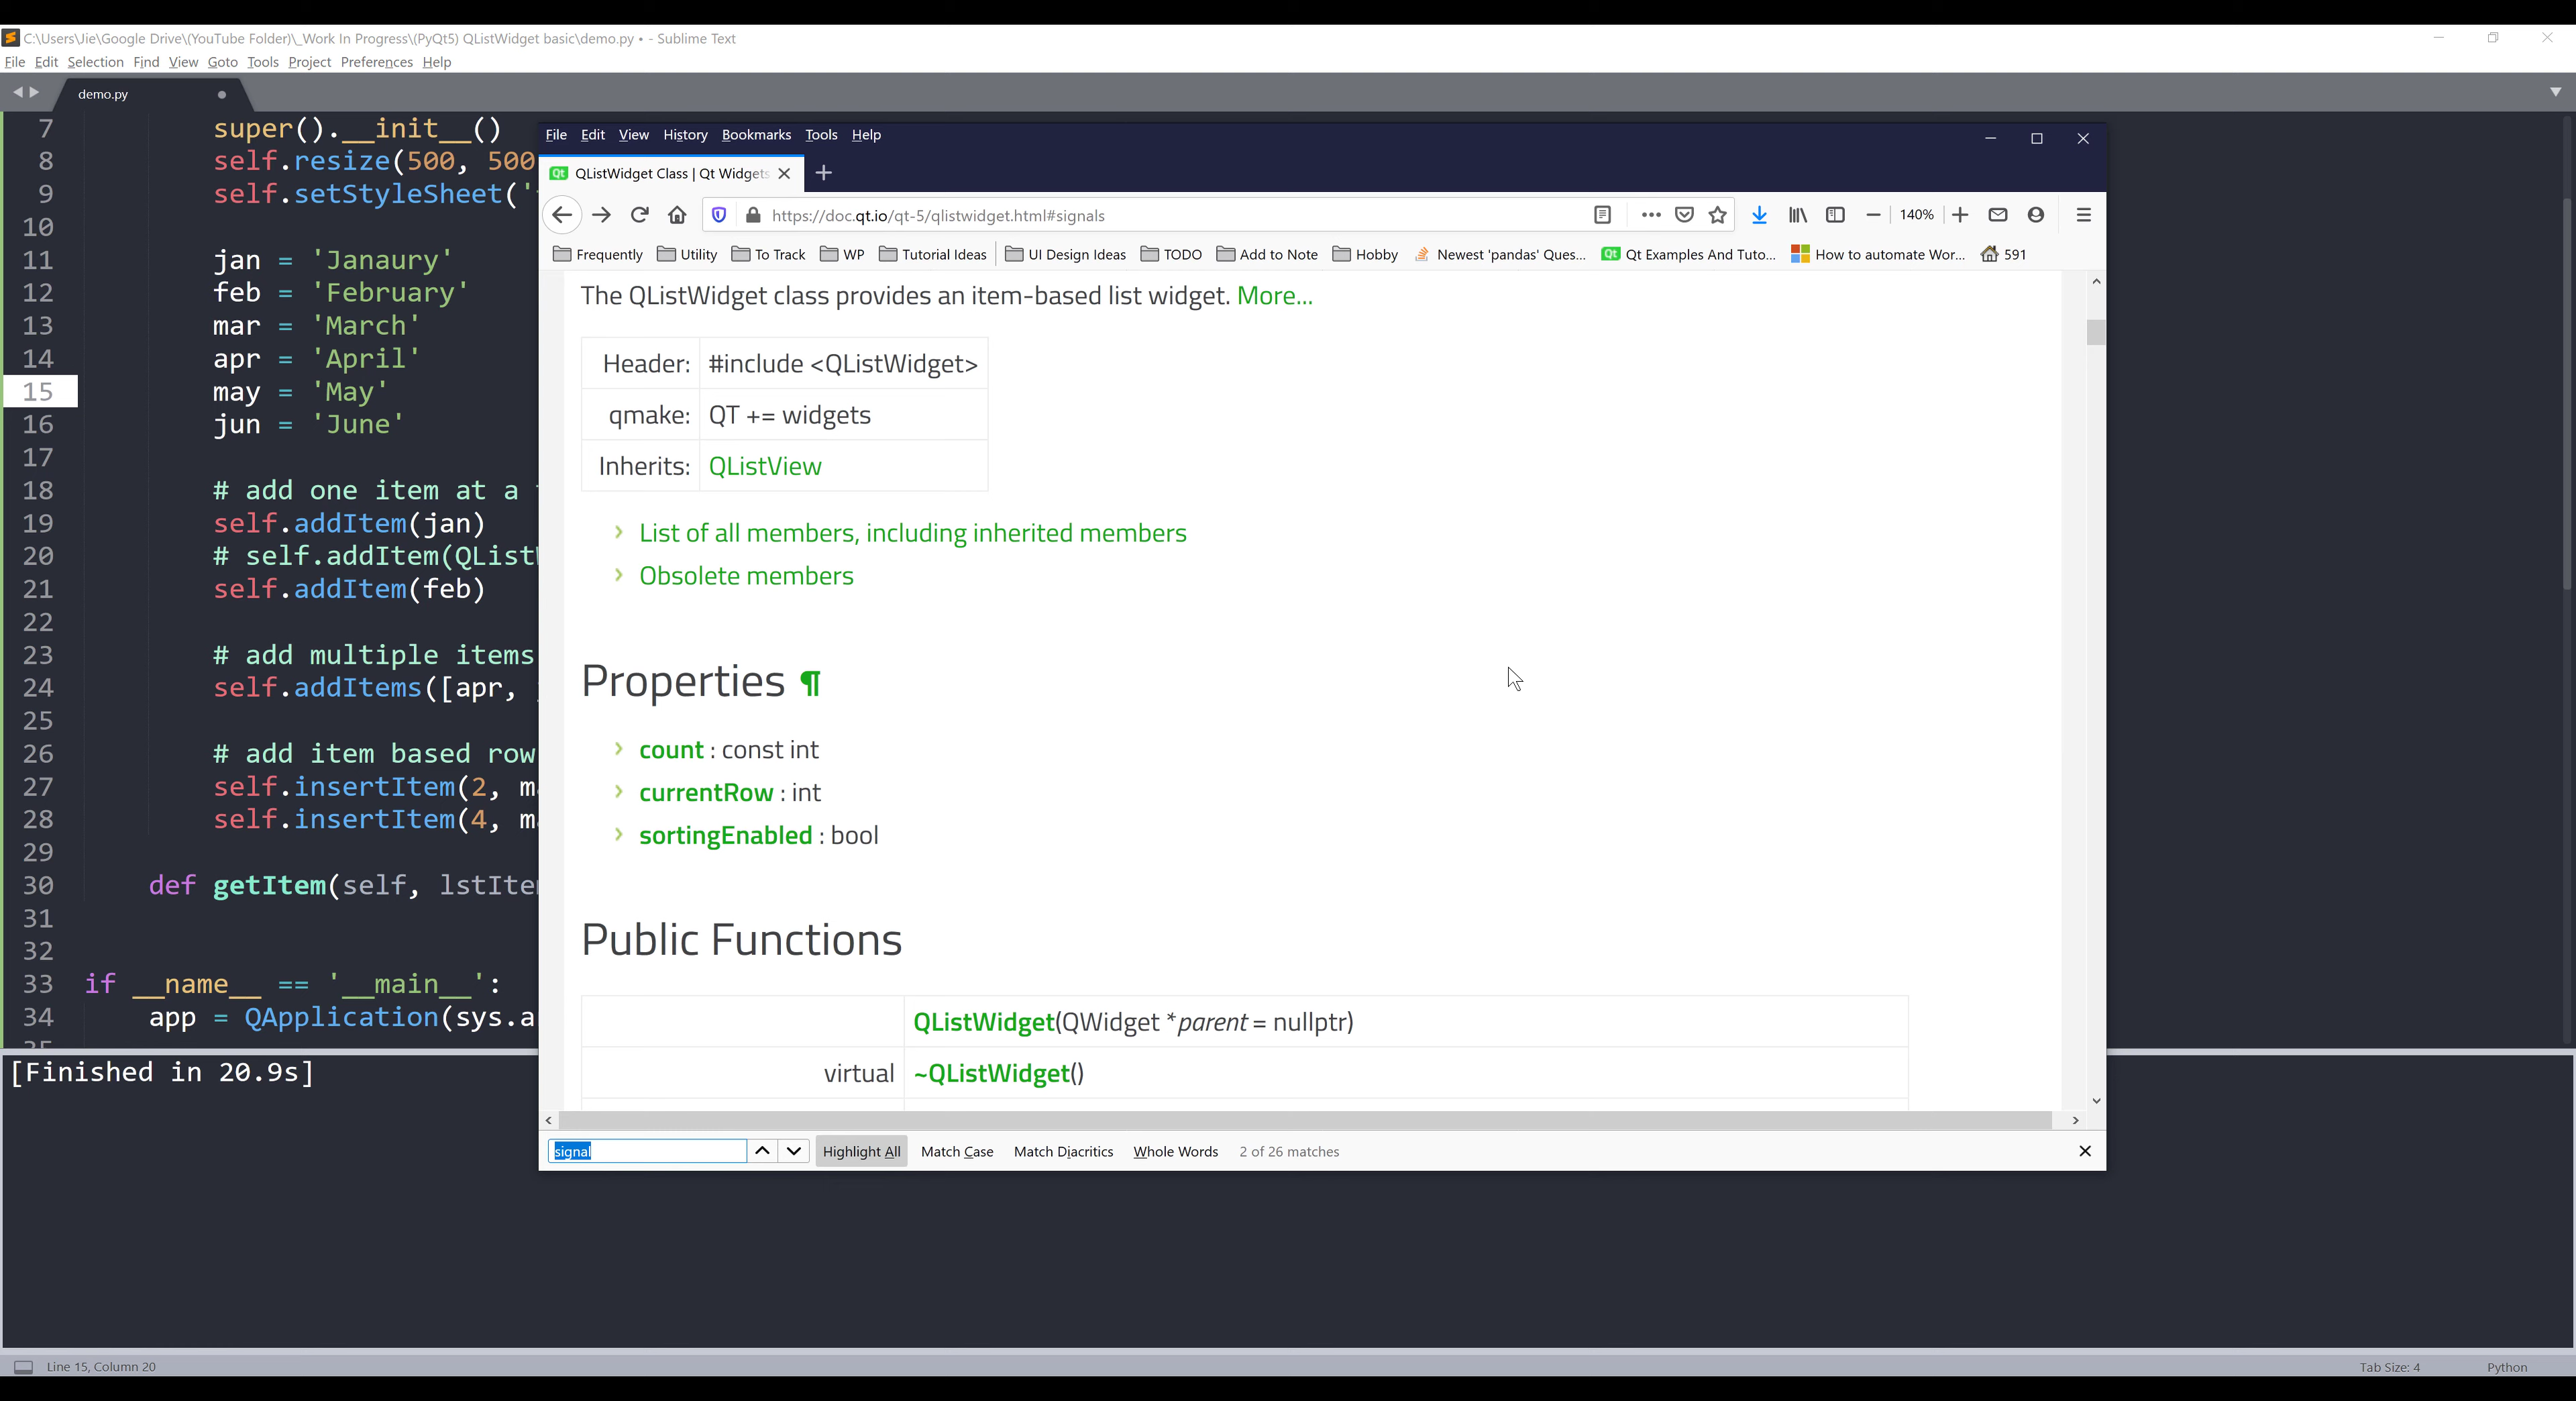 C:\Users\Jie\Google Drive\(YouTube Folder)\_Work In Progress\(PyQt5) QListWidget basic\demo.py • - Sublime Text
File Edit Selection Find View Goto Tools Project Preferences Help
demo.py
7 super().__init__()
8 self.resize(500, 500
9 self.setStyleSheet('
10
11 jan = 'Janaury'
12 feb = 'February'
13 mar = 'March'
14 apr = 'April'
15 may = 'May'
16 jun = 'June'
17
18 # add one item at a
19 self.addItem(jan)
20 # self.addItem(QList
21 self.addItem(feb)
22
23 # add multiple items
24 self.addItems([apr,
25
26 # add item based row
27 self.insertItem(2, m
28 self.insertItem(4, m
29
30 def getItem(self, lstIte
31
32
33 if __name__ == '__main__':
34 app = QApplication(sys.a
[Finished in 20.9s]
File Edit View History Bookmarks Tools Help
Qt QListWidget Class | Qt Widgets
https://doc.qt.io/qt-5/qlistwidget.html#signals
140%
Frequently Utility To Track WP Tutorial Ideas UI Design Ideas TODO Add to Note Hobby Newest 'pandas' Ques... Qt Qt Examples And Tuto... How to automate Wor... 591
The QListWidget class provides an item-based list widget. More...
Header: #include <QListWidget>
qmake: QT += widgets
Inherits: QListView
List of all members, including inherited members
Obsolete members
Properties ¶
count : const int
currentRow : int
sortingEnabled : bool
Public Functions
QListWidget(QWidget *parent = nullptr)
virtual ~QListWidget()
signal Highlight All Match Case Match Diacritics Whole Words 2 of 26 matches
Line 15, Column 20 Tab Size: 4 Python